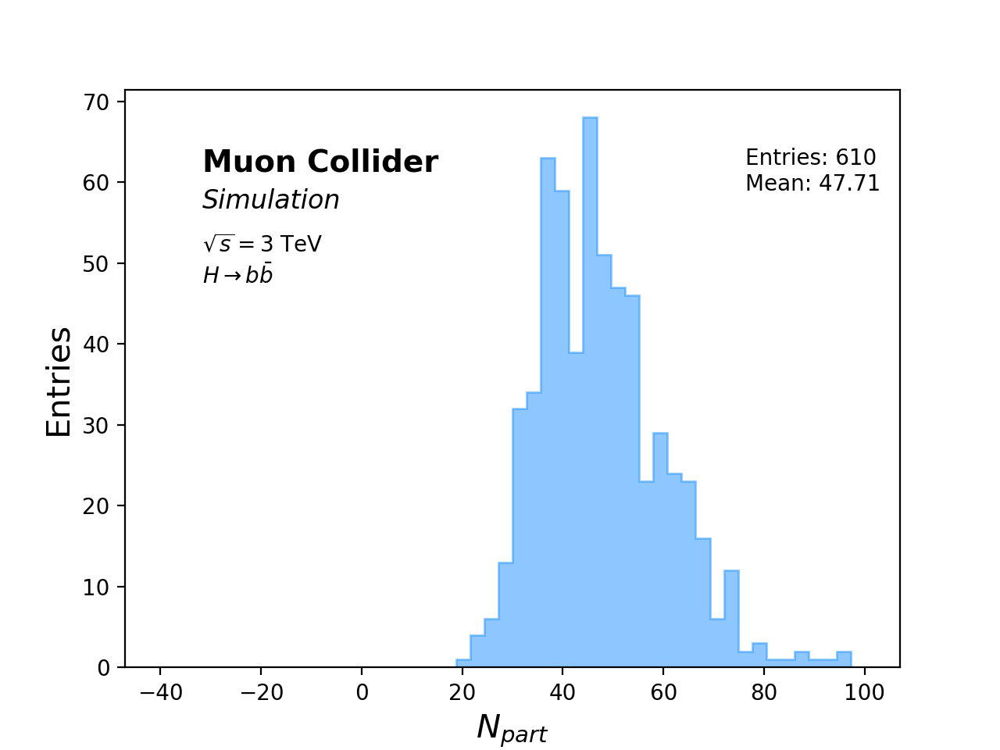 Muon Collider
Simulation
√s = 3 TeV
H → bb̄
Entries: 610
Mean: 47.71
Entries
70
60
50
40
30
20
10
0
−40 −20 0 20 40 60 80 100
N_part